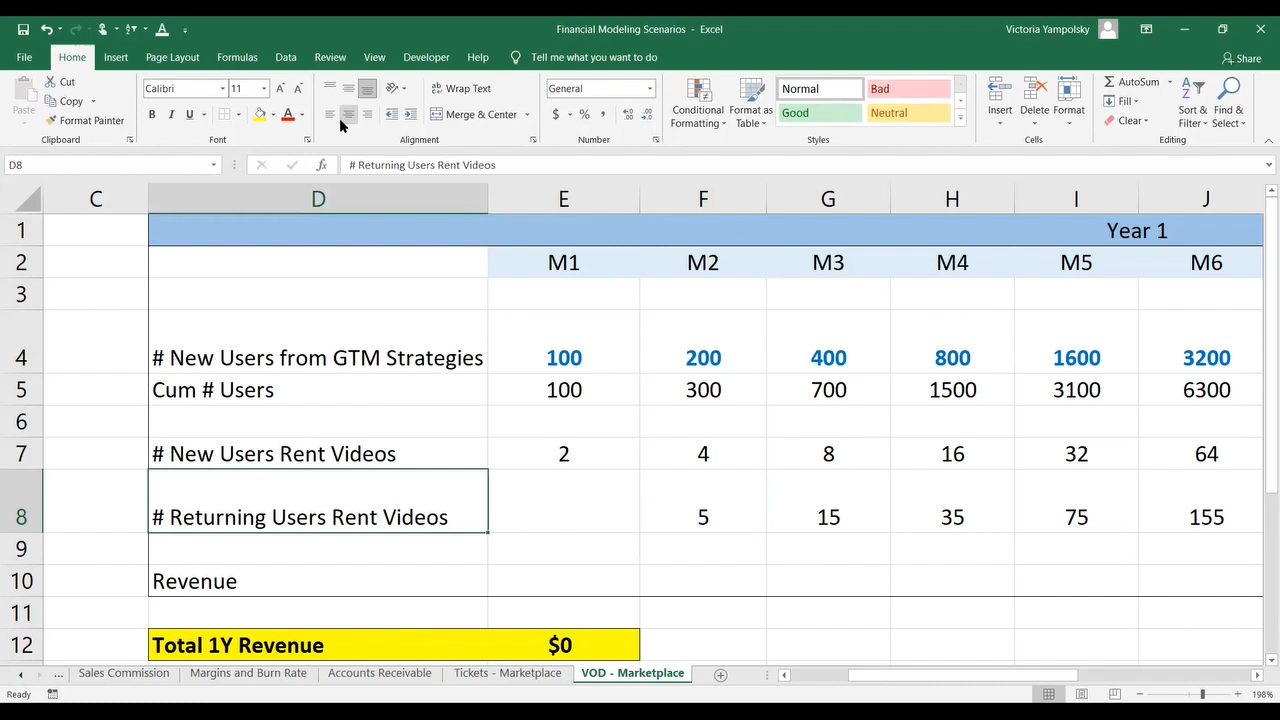 Financial Modeling Scenarios - Excel
Victoria Yampolsky
File Home Insert Page Layout Formulas Data Review View Developer Help Tell me what you want to do Share
Paste
Cut
Copy
Format Painter
Clipboard
Calibri 11
B I U A
Font
Wrap Text
Merge & Center
Alignment
General
$ % ,
Number
Conditional Formatting
Format as Table
Normal Bad
Good Neutral
Styles
Insert Delete Format
Cells
AutoSum
Fill
Clear
Sort & Filter
Find & Select
Editing
D8 fx # Returning Users Rent Videos
C D E F G H I J
1 Year 1
2 M1 M2 M3 M4 M5 M6
3
4 # New Users from GTM Strategies 100 200 400 800 1600 3200
5 Cum # Users 100 300 700 1500 3100 6300
6
7 # New Users Rent Videos 2 4 8 16 32 64
8 # Returning Users Rent Videos 5 15 35 75 155
9
10 Revenue
11
12 Total 1Y Revenue $0
... Sales Commission Margins and Burn Rate Accounts Receivable Tickets - Marketplace VOD - Marketplace
Ready 198%